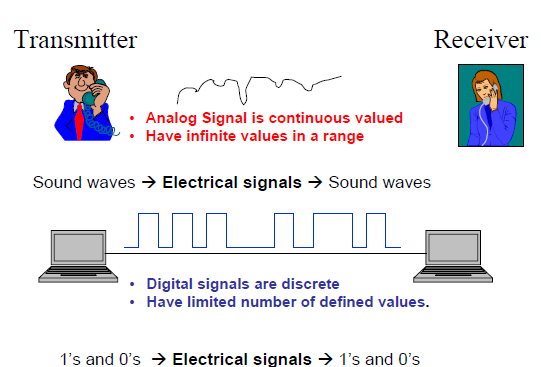 Transmitter
Receiver
• Analog Signal is continuous valued
• Have infinite values in a range
Sound waves → Electrical signals → Sound waves
• Digital signals are discrete
• Have limited number of defined values.
1’s and 0’s → Electrical signals → 1’s and 0’s